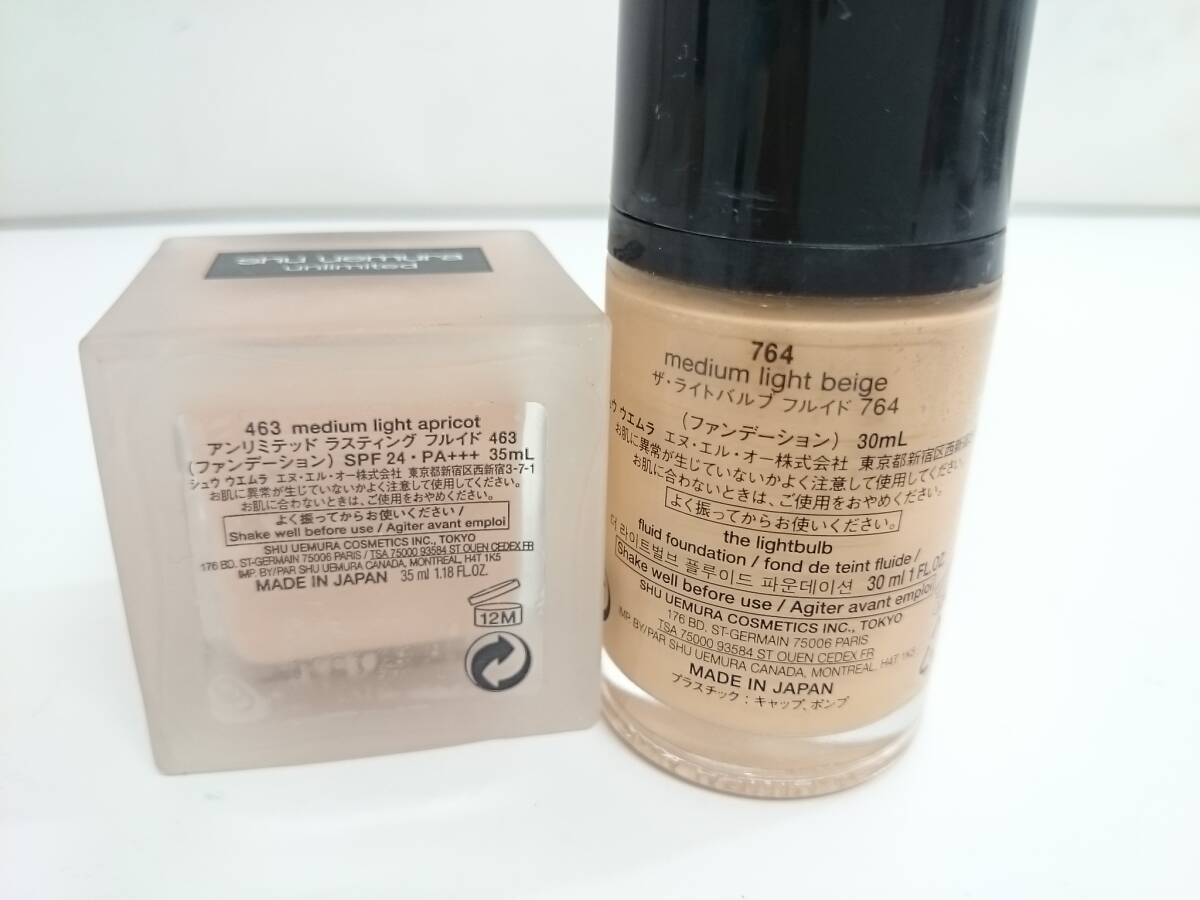 shu uemura
unlimited
463 medium light apricot
アンリミテッド ラスティング フルイド 463
(ファンデーション) SPF 24・PA+++ 35mL
シュウ ウエムラ エヌ・エル・オー株式会社 東京都新宿区西新宿3-7-1
お肌に異常が生じていないかよく注意して使用してください。
お肌に合わないときは、ご使用をおやめください。
よく振ってからお使いください/
Shake well before use / Agiter avant emploi
SHU UEMURA COSMETICS INC., TOKYO
176 BD. ST-GERMAIN 75006 PARIS / TSA 75000 93584 ST OUEN CEDEX FR
IMP. BY/PAR SHU UEMURA CANADA, MONTREAL, H4T 1K5
MADE IN JAPAN 35 ml 1.18 FL.OZ.
12M
764
medium light beige
ザ・ライトバルブ フルイド 764
(ファンデーション) 30mL
ウエムラ エヌ・エル・オー株式会社 東京都新宿区西新宿
お肌に異常が生じていないかよく注意して使用してください
お肌に合わないときは、ご使用をおやめください。
よく振ってからお使いください。
the lightbulb
fluid foundation / fond de teint fluide /
더 라이트벌브 플루이드 파운데이션 30 ml 1 FL.OZ.
Shake well before use / Agiter avant emploi
SHU UEMURA COSMETICS INC., TOKYO
176 BD. ST-GERMAIN 75006 PARIS
TSA 75000 93584 ST OUEN CEDEX FR
IMP. BY/PAR SHU UEMURA CANADA, MONTREAL, H4T 1K5
MADE IN JAPAN
プラスチック：キャップ、ポンプ